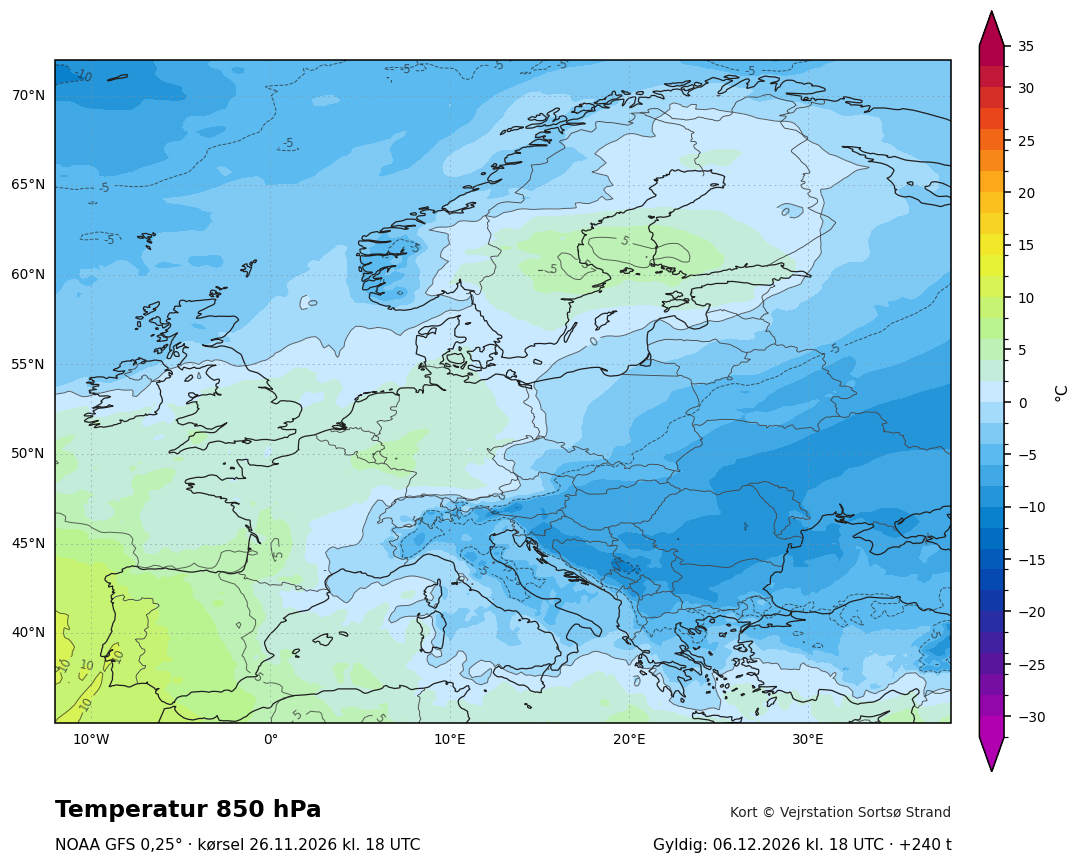 70°N
65°N
60°N
55°N
50°N
45°N
40°N
10°W
0°
10°E
20°E
30°E
35
30
25
20
15
10
5
0
−5
−10
−15
−20
−25
−30
°C
Temperatur 850 hPa
Kort © Vejrstation Sortsø Strand
NOAA GFS 0,25° · kørsel 26.11.2026 kl. 18 UTC
Gyldig: 06.12.2026 kl. 18 UTC · +240 t